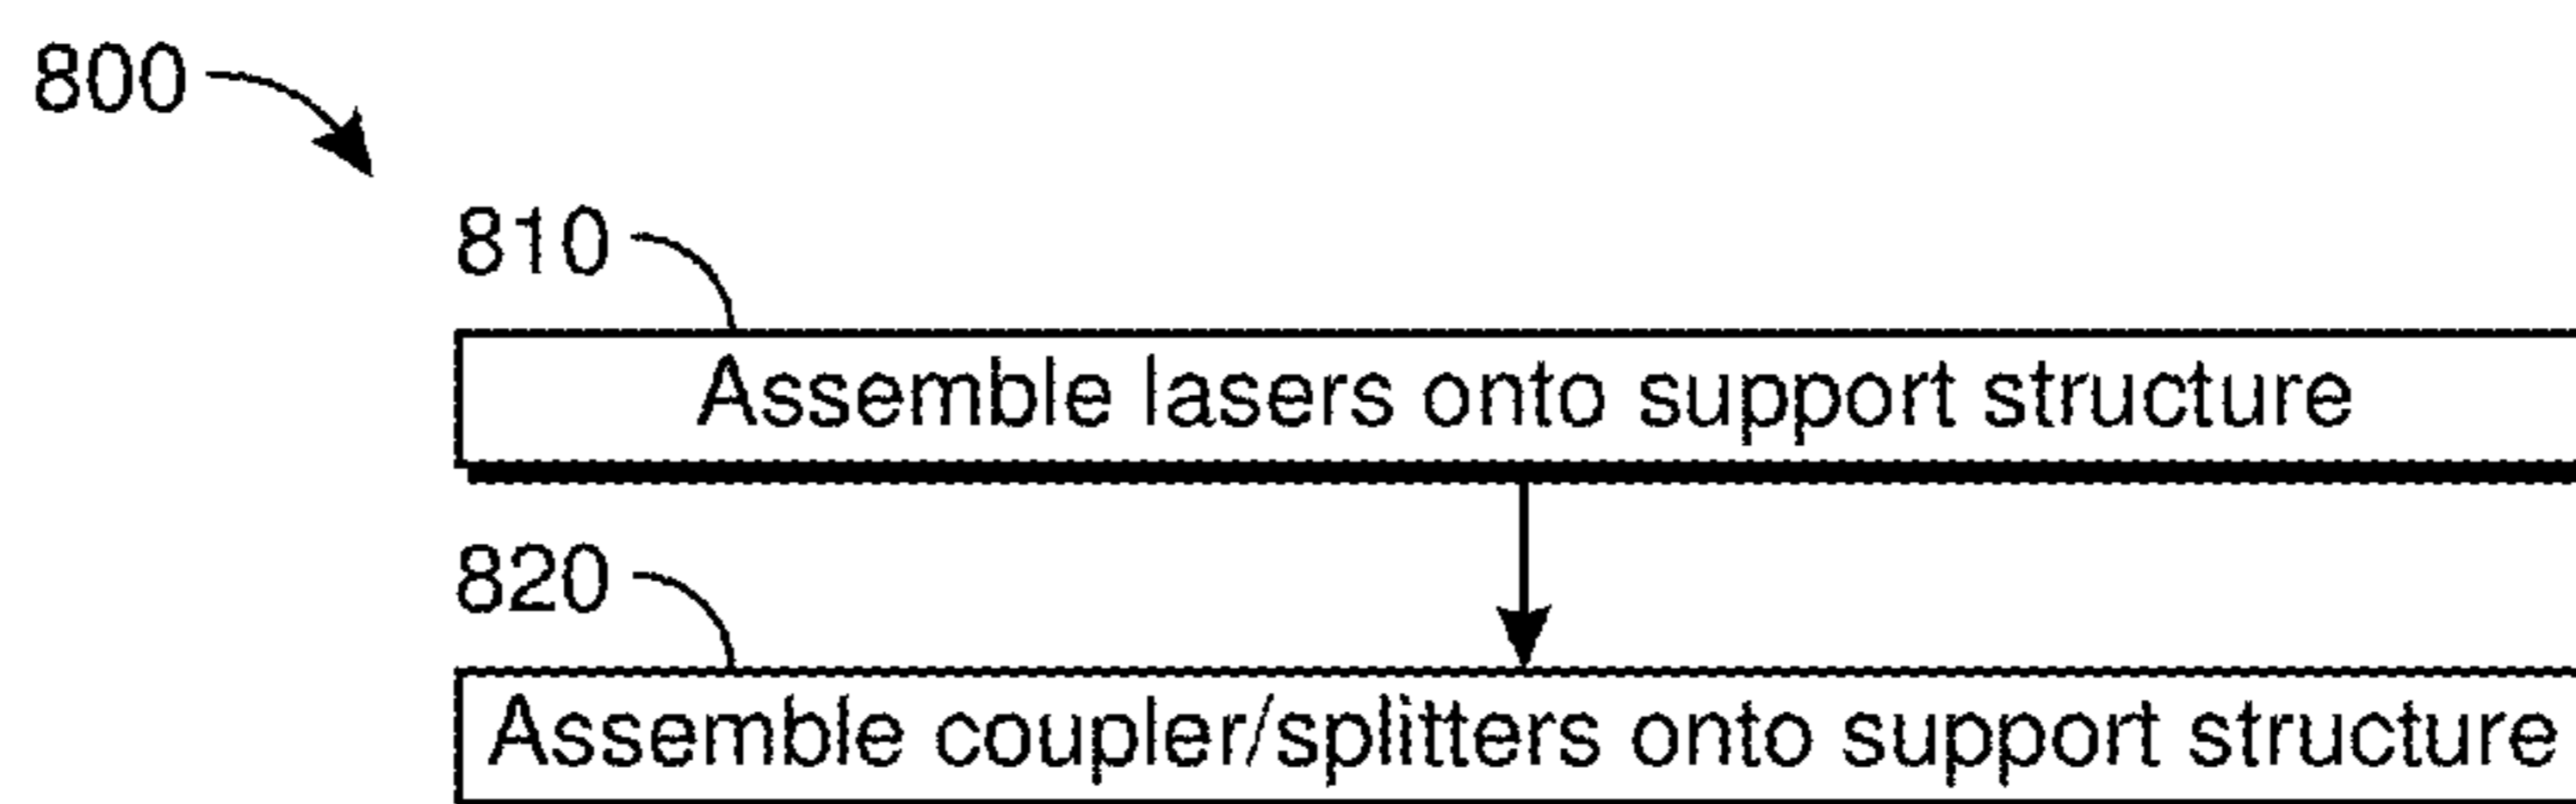 800
810
Assemble lasers onto support structure
820
Assemble coupler/splitters onto support structure